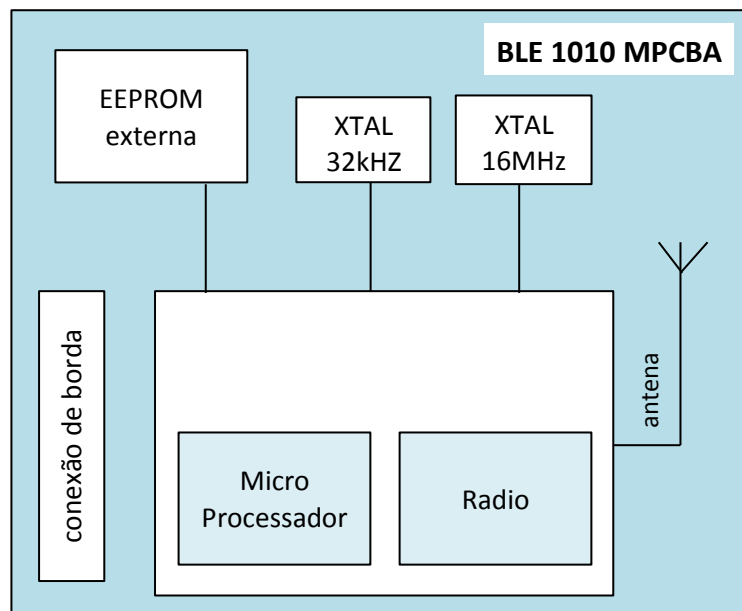 BLE 1010 MPCBA
EEPROM
externa
XTAL
32kHZ
XTAL
16MHz
conexão de borda
antena
Micro
Processador
Radio